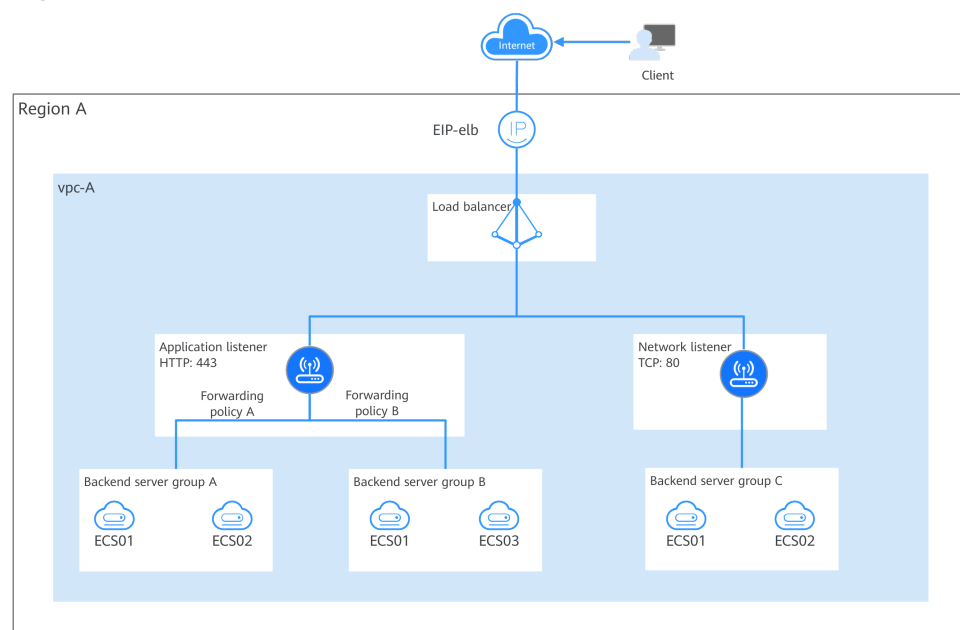 Internet
Client
Region A
EIP-elb
IP
vpc-A
Load balancer
Application listener
HTTP: 443
Network listener
TCP: 80
Forwarding
policy A
Forwarding
policy B
Backend server group A
Backend server group B
Backend server group C
ECS01
ECS02
ECS01
ECS03
ECS01
ECS02